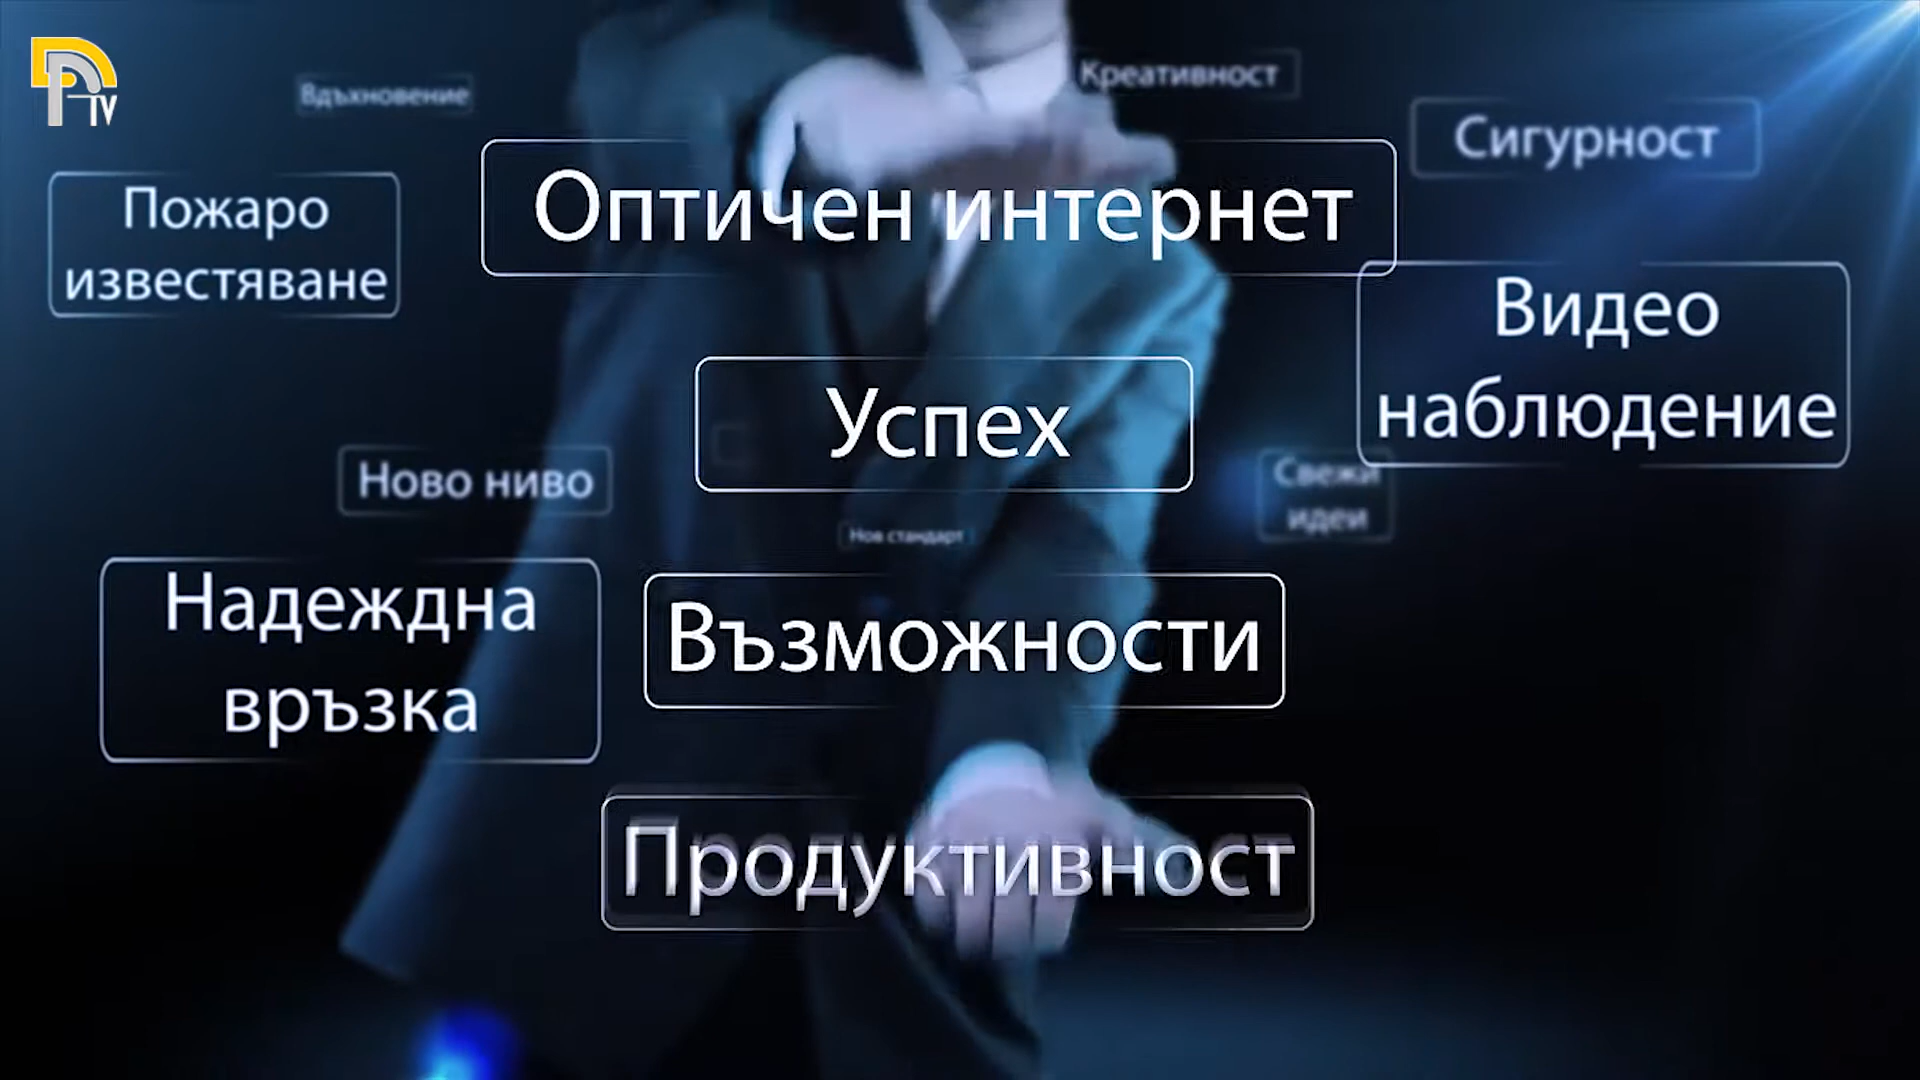 TV
Вдъхновение
Креативност
Сигурност
Пожаро
известяване
Оптичен интернет
Видео
наблюдение
Успех
Ново ниво
Свежи
идеи
Нов стандарт
Надеждна
връзка
Възможности
Продуктивност